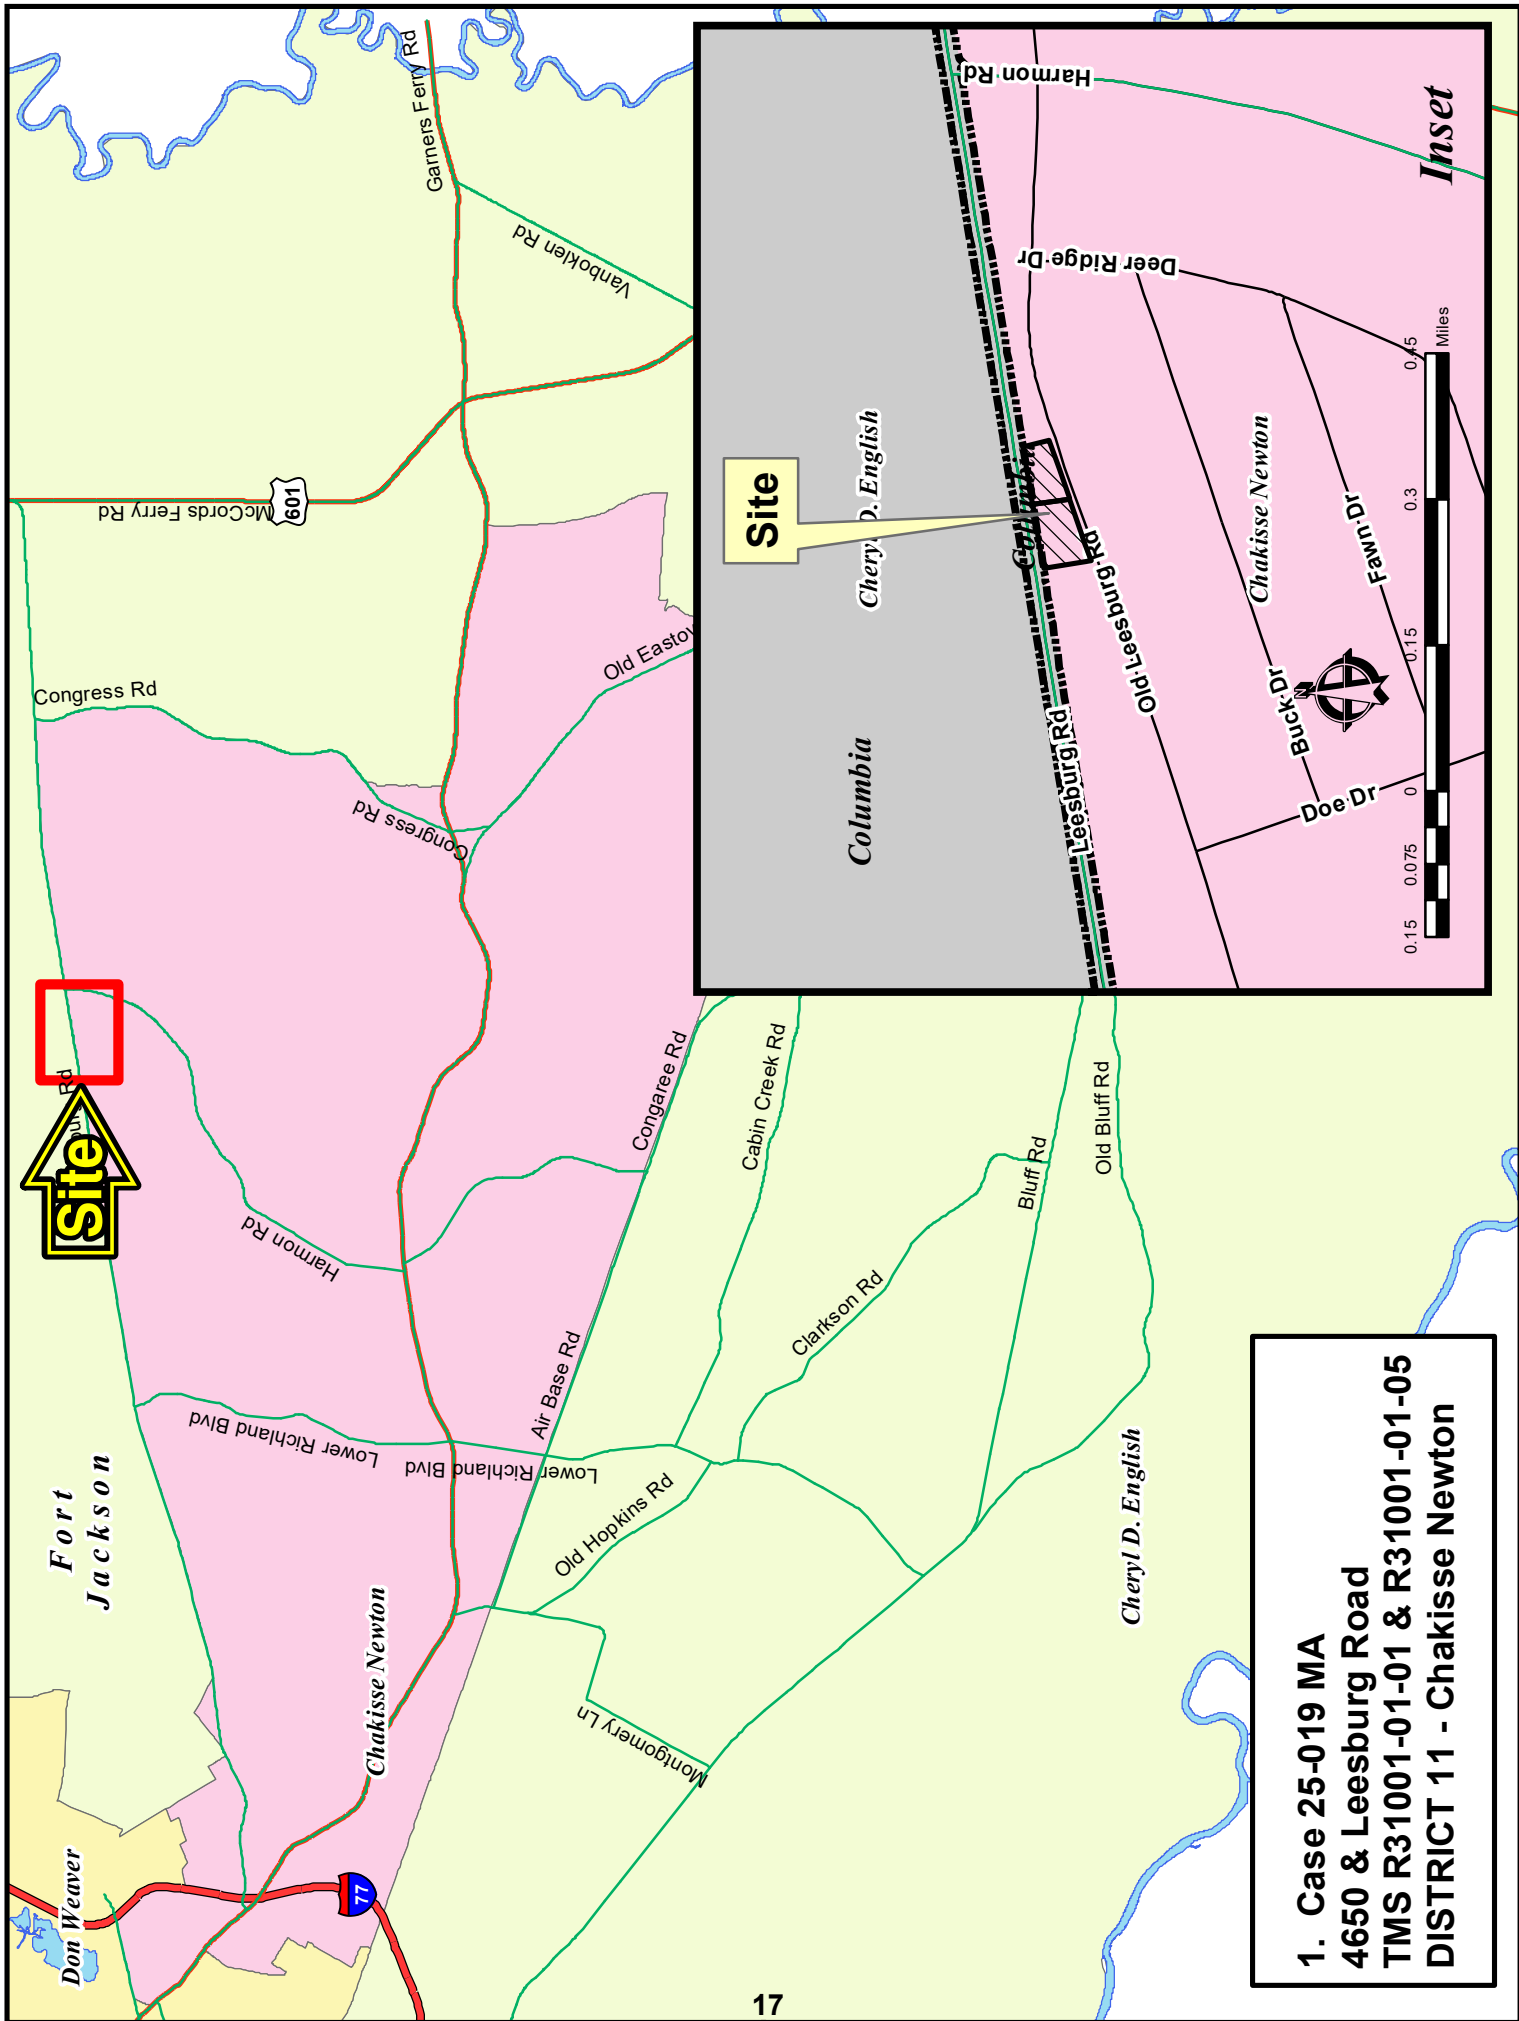 Don Weaver
Fort
Jackson
Site
Congress Rd
McCords Ferry Rd
601
Garners Ferry Rd
Vanboklen Rd
Old Eastov
Congress Rd
Harmon Rd
Lower Richland Blvd
Lower Richland Blvd
Chakisse Newton
77
Air Base Rd
Congaree Rd
Cabin Creek Rd
Old Hopkins Rd
Clarkson Rd
Bluff Rd
Old Bluff Rd
Montgomery Ln
Cheryl D. English
Site
Cheryl D. English
Columbia
Columbia
Harmon Rd
Deer Ridge Dr
Leesburg Rd
Old Leesburg Rd
Chakisse Newton
Buck Dr
Fawn Dr
Doe Dr
N
0.15 0.075 0 0.15 0.3 0.45
Miles
Inset
1. Case 25-019 MA
4650 & Leesburg Road
TMS R31001-01-01 & R31001-01-05
DISTRICT 11 - Chakisse Newton
17